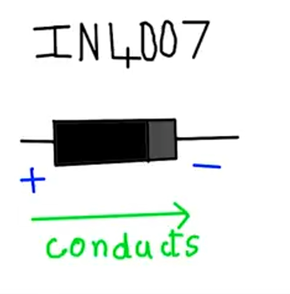 IN4007
+ −
conducts